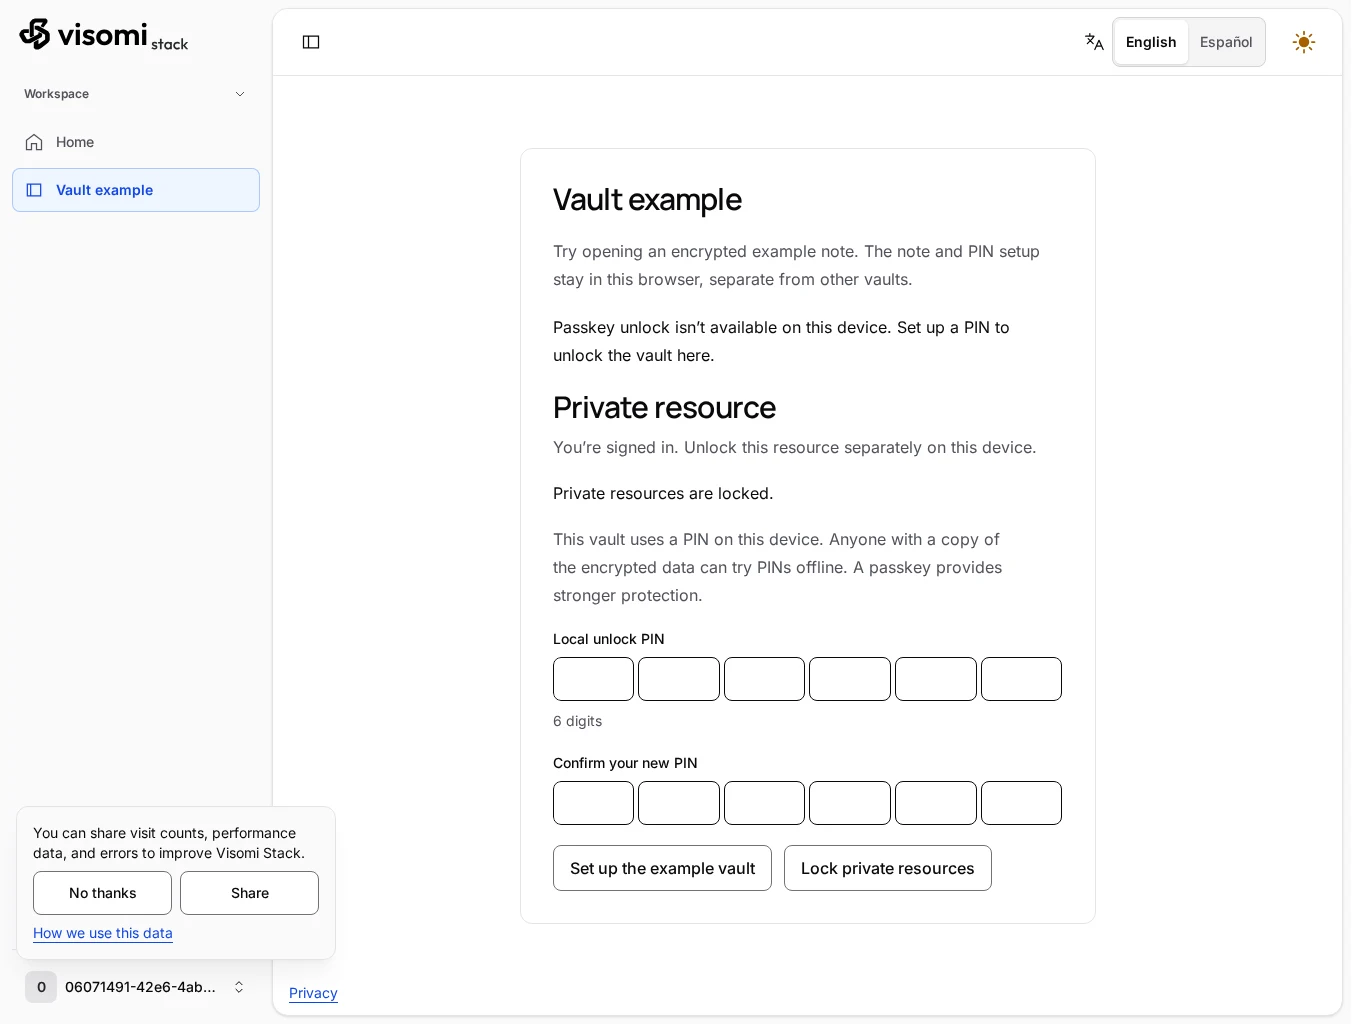 visomi stack
Workspace
Home
Vault example
English
Español
Vault example
Try opening an encrypted example note. The note and PIN setup
stay in this browser, separate from other vaults.
Passkey unlock isn’t available on this device. Set up a PIN to
unlock the vault here.
Private resource
You’re signed in. Unlock this resource separately on this device.
Private resources are locked.
This vault uses a PIN on this device. Anyone with a copy of
the encrypted data can try PINs offline. A passkey provides
stronger protection.
Local unlock PIN
6 digits
Confirm your new PIN
Set up the example vault
Lock private resources
You can share visit counts, performance
data, and errors to improve Visomi Stack.
No thanks
Share
How we use this data
0
06071491-42e6-4ab...
Privacy